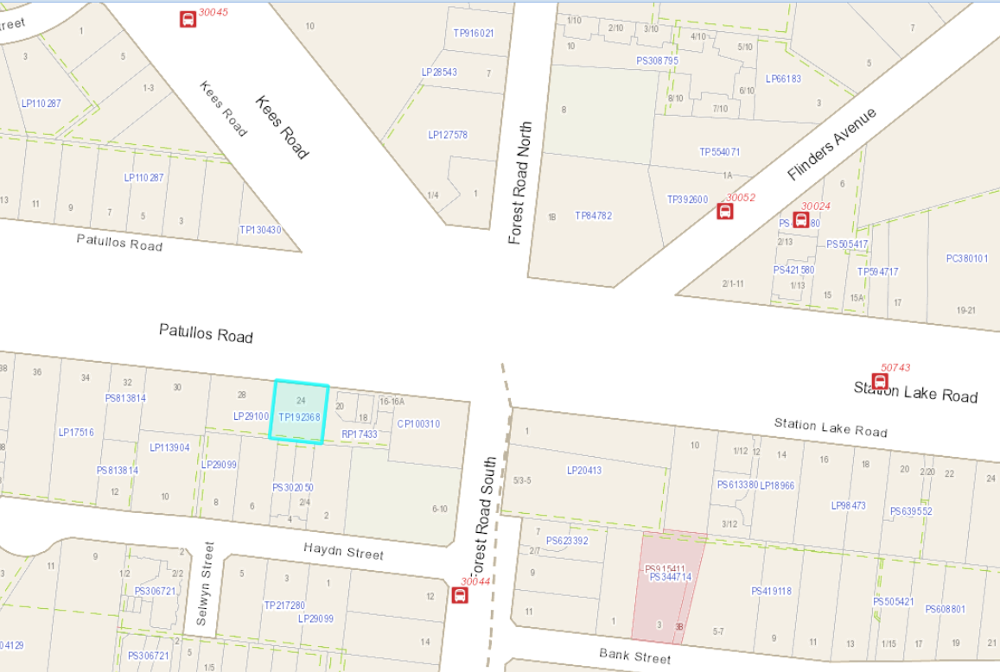 reet
30045
1
10
TP916021
1/10
2/10
3/10
4/10
5/10
7
3
5
1-3
LP28543
7
10
PS308795
LP66183
5
LP110287
Kees Road
Kees Road
8/10
7/10
6/10
3
8
LP127578
Forest Road North
Flinders Avenue
TP554071
LP110287
13
11
9
7
5
3
1/4
1
1A
TP392600
30052
6
30024
TP130430
1B
TP84782
80
PS505417
2/13
PC380101
Patullos Road
PS421580
TP594717
2/1-11
1/13
15
15A
17
19-21
Patullos Road
50743
Station Lake Road
38
36
34
32
30
28
24
20
18
16-16A
PS813814
LP29100
TP192368
CP100310
Station Lake Road
LP17516
RP17433
1
10
1/12
12
14
16
18
20
2/20
22
24
LP113904
LP29099
PS813814
PS302050
LP20413
5/3-5
PS613380
LP18966
LP98473
PS639552
12
10
8
6
2/4
4
2
6-10
Forest Road South
3/12
7
PS623392
2/7
Haydn Street
Selwyn Street
11
9
1/2
2
2/2
5
3
1
9
PS915411
PS344714
PS306721
TP217280
LP29099
12
30044
PS419118
PS505421
PS608801
11
1
3
3B
5-7
9
11
13
1/15
17
19
21
04129
PS306721
2
5
1/5
14
Bank Street